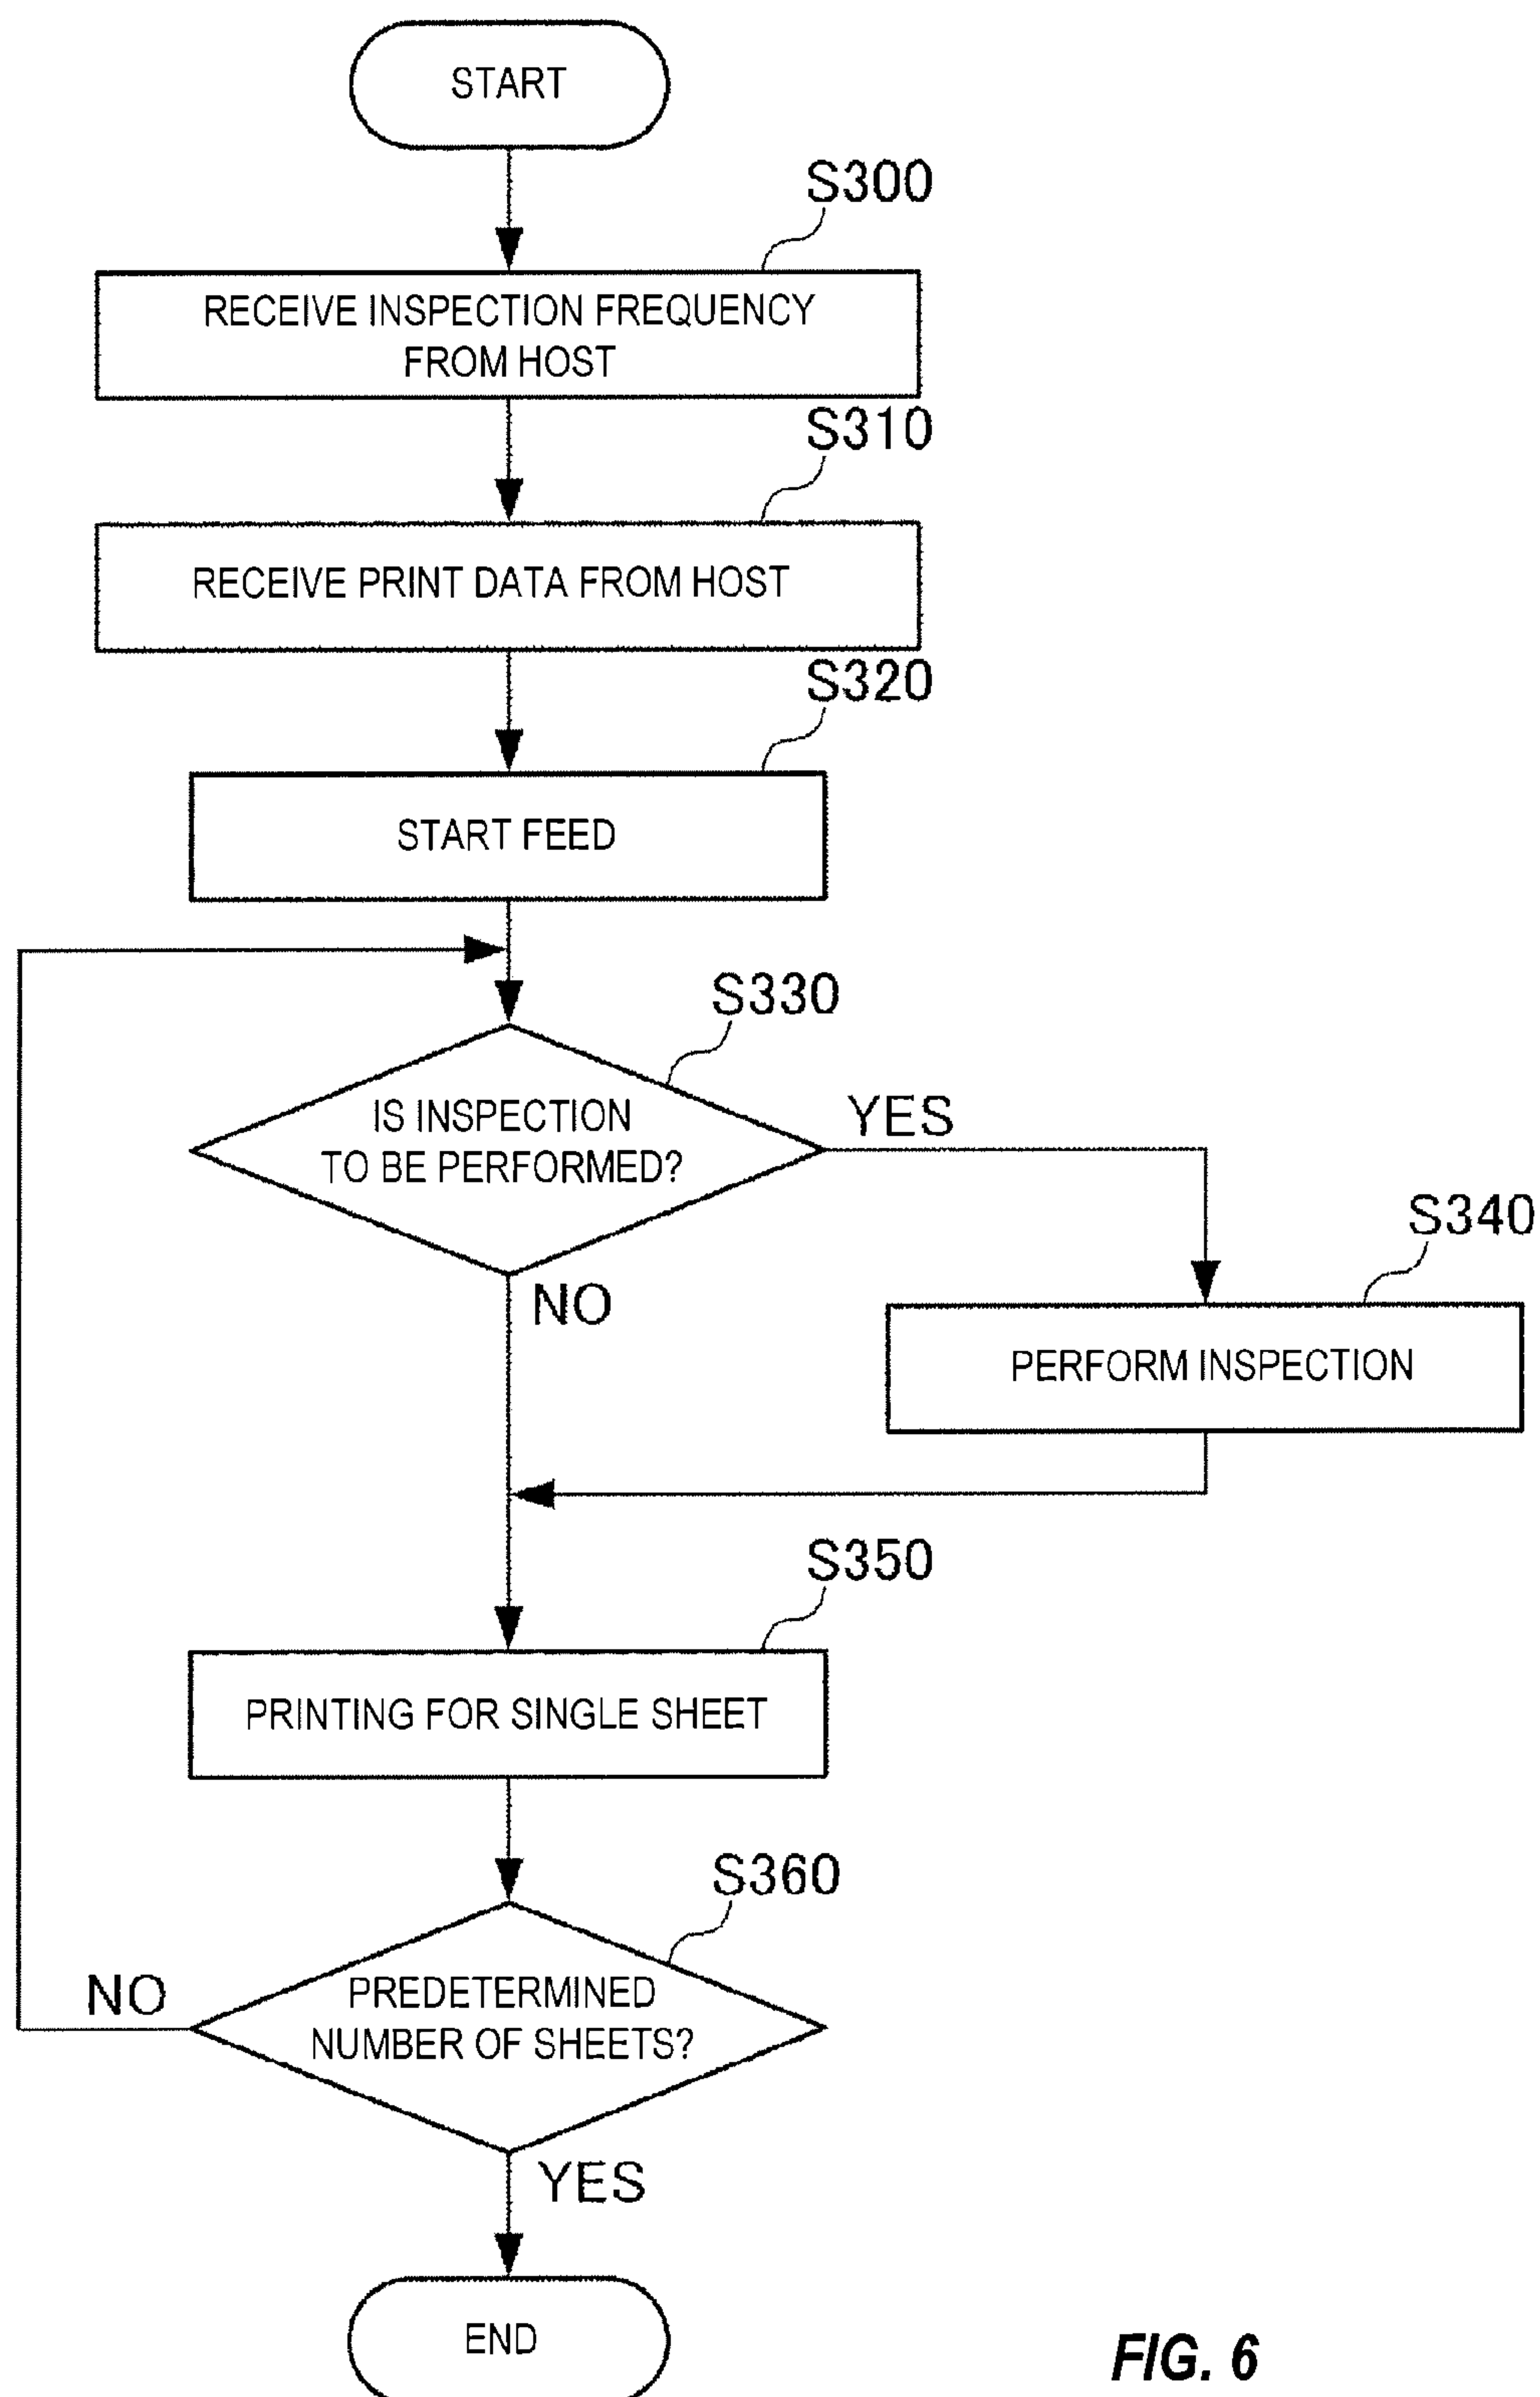 START
S300
RECEIVE INSPECTION FREQUENCY
FROM HOST
S310
RECEIVE PRINT DATA FROM HOST
S320
START FEED
S330
IS INSPECTION
TO BE PERFORMED?
YES
NO
S340
PERFORM INSPECTION
S350
PRINTING FOR SINGLE SHEET
S360
PREDETERMINED
NUMBER OF SHEETS?
NO
YES
END
FIG. 6